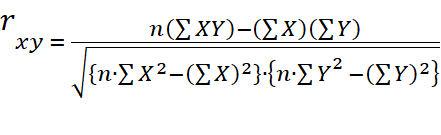 r_xy = n(∑XY)−(∑X)(∑Y) / √{n·∑X²−(∑X)²}·{n·∑Y² −(∑Y)²}